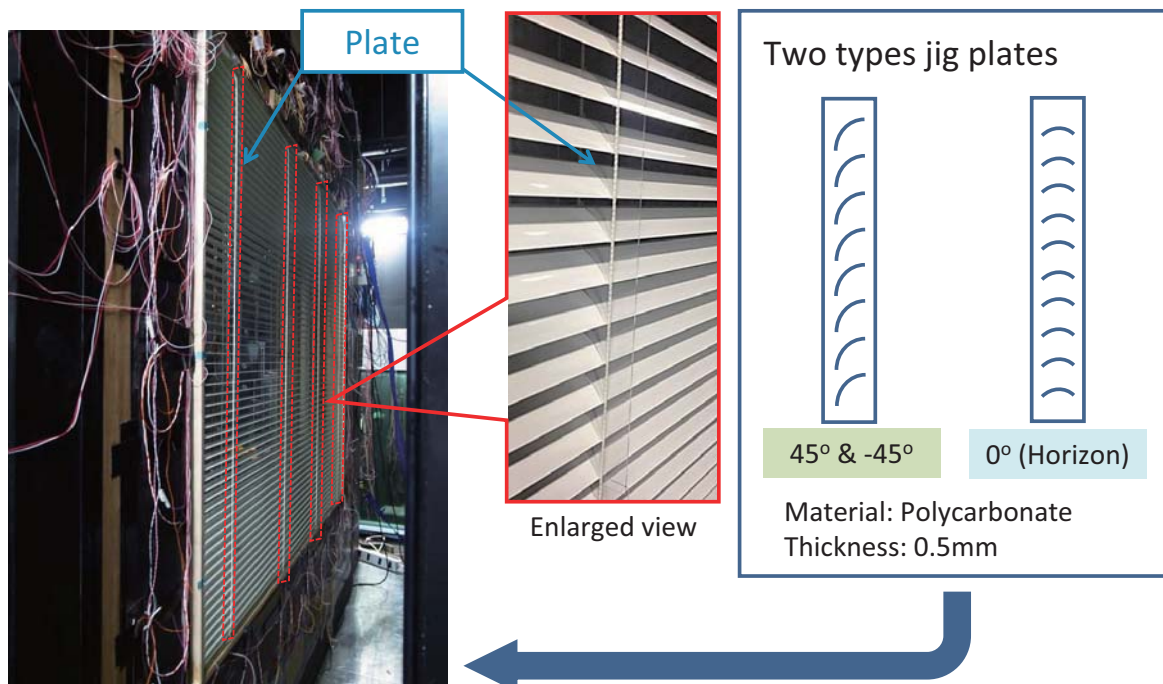 Plate
Enlarged view
Two types jig plates
45° & -45°
0° (Horizon)
Material: Polycarbonate
Thickness: 0.5mm